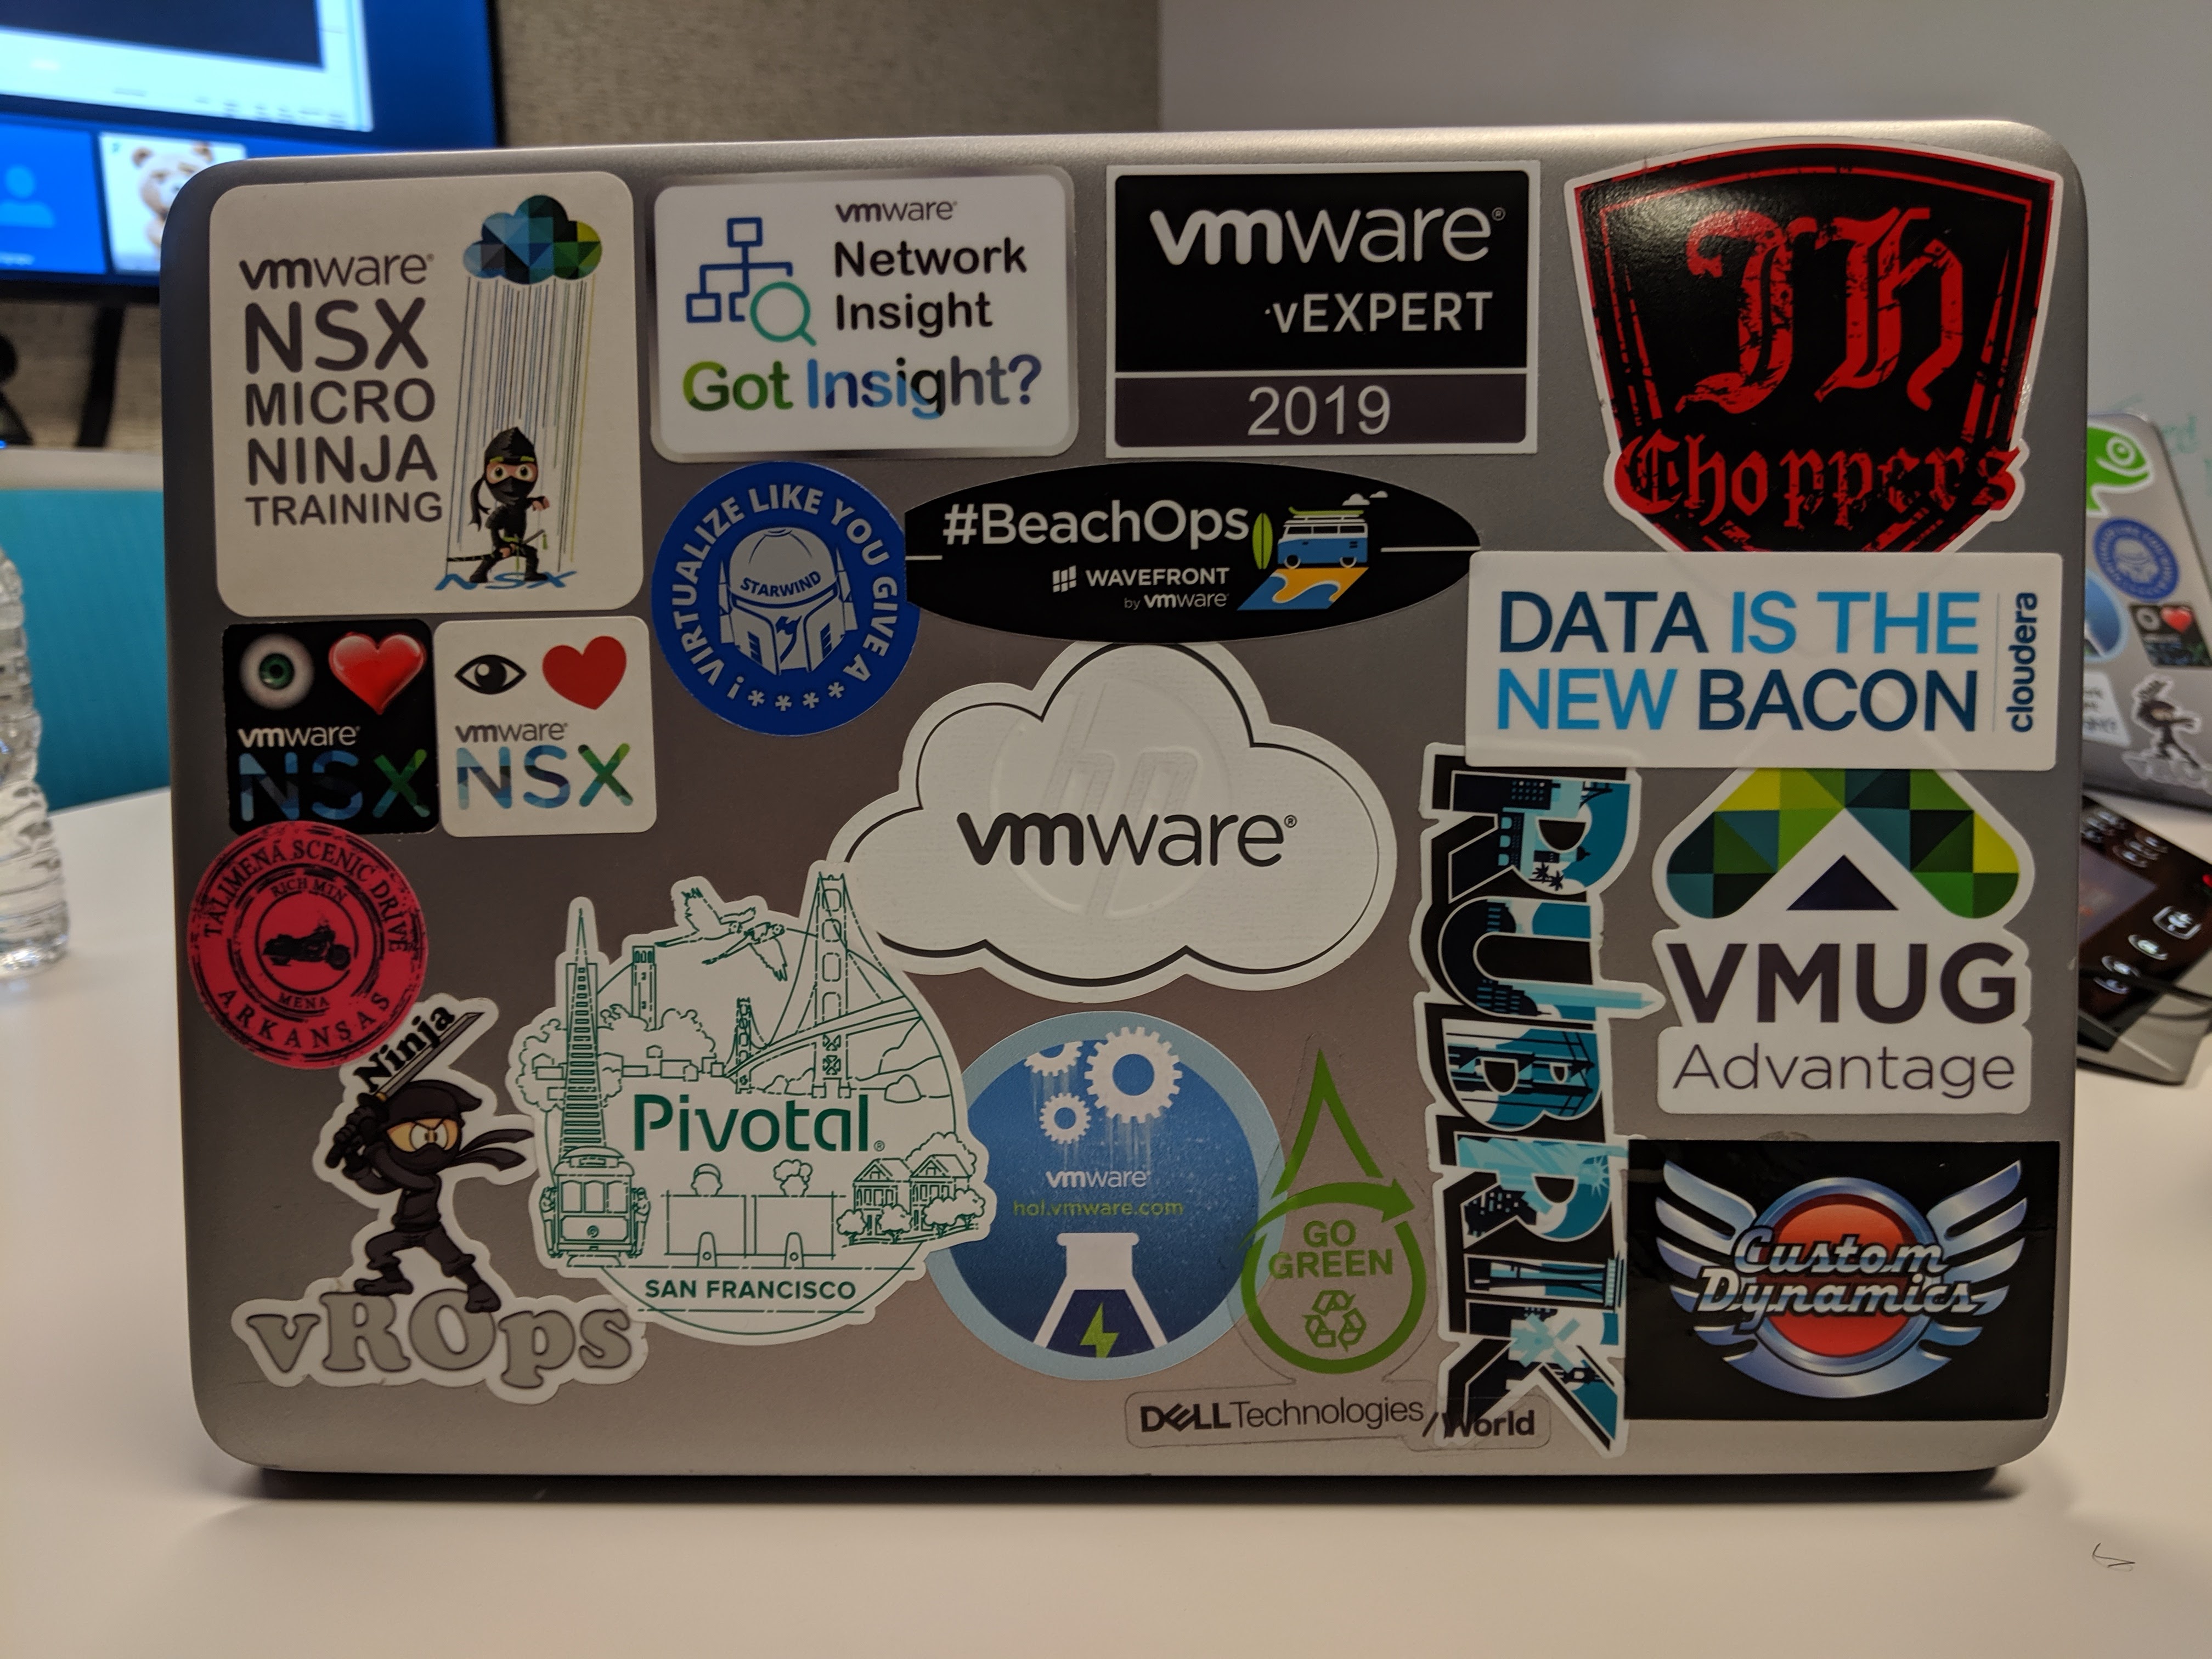 vmware®
NSX
MICRO
NINJA
TRAINING
NSX
vmware®
Network
Insight
Got Insight?
vmware®
vEXPERT
2019
Choppers
VIRTUALIZE LIKE YOU GIVE A ****!
STARWIND
#BeachOps
WAVEFRONT
by vmware®
DATA IS THE
NEW BACON
cloudera
vmware®
NSX
vmware®
NSX
hp
vmware®
TALIMENA SCENIC DRIVE
RICH MTN
MENA
ARKANSAS
Ninja
vROps
Pivotal®
SAN FRANCISCO
vmware®
hol.vmware.com
GO
GREEN
DELLTechnologies/World
RUBRIK
VMUG
Advantage
Custom
Dynamics